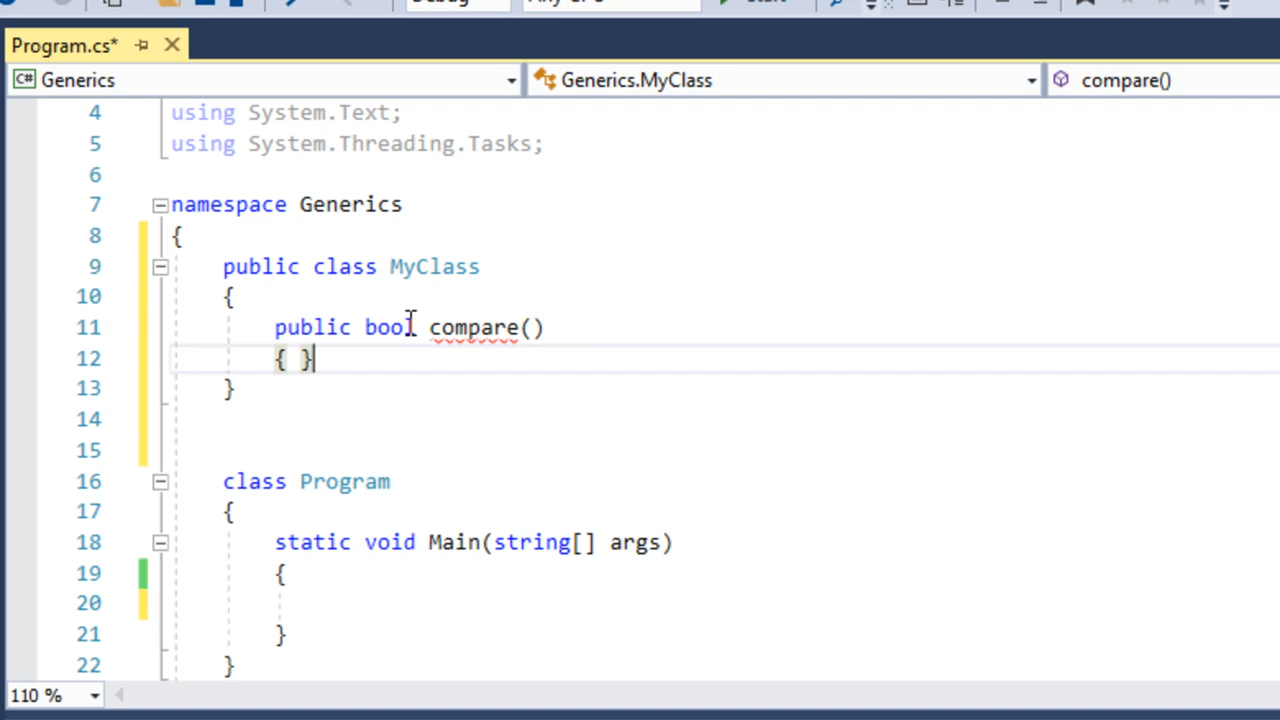 Program.cs*
Generics Generics.MyClass compare()
4 using System.Text;
5 using System.Threading.Tasks;
6
7 namespace Generics
8 {
9 public class MyClass
10 {
11 public bool compare()
12 { }
13 }
14
15
16 class Program
17 {
18 static void Main(string[] args)
19 {
20
21 }
22 }
110 %